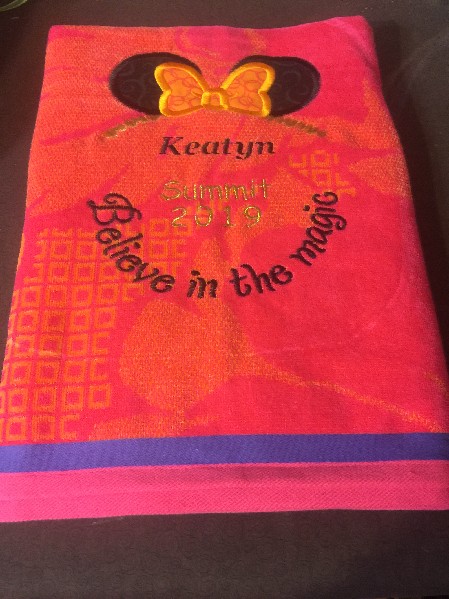 Keatyn
Summit
2019
Believe in the magic